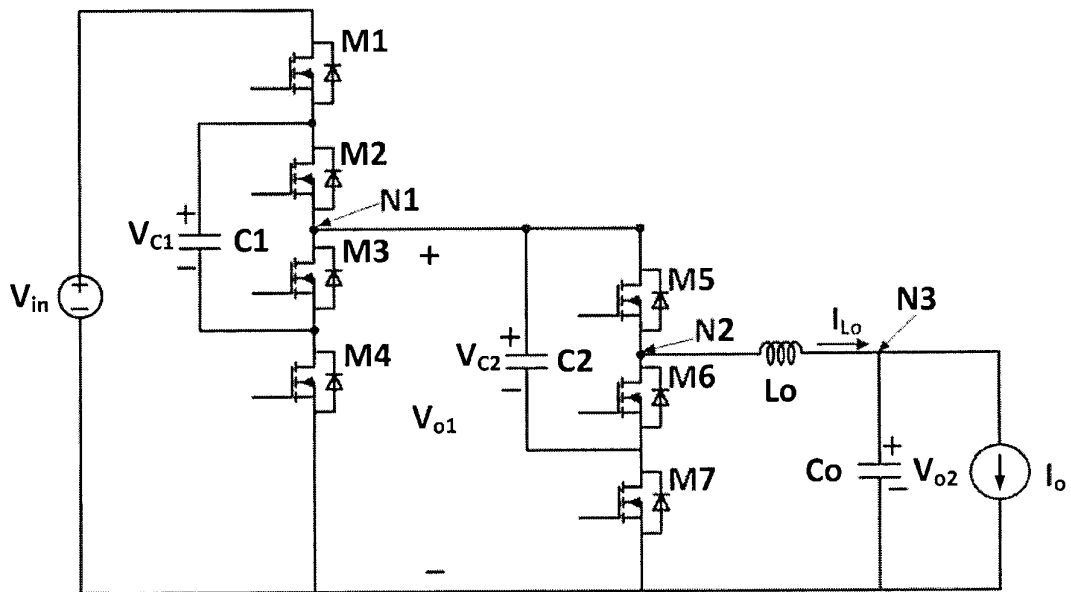 M1
M2
N1
+
V_C1
C1
−
M3
+
V_in
+
−
M4
M5
N2
+
V_C2
C2
−
V_o1
M6
M7
−
I_Lo
N3
Lo
Co
+
V_o2
−
I_o